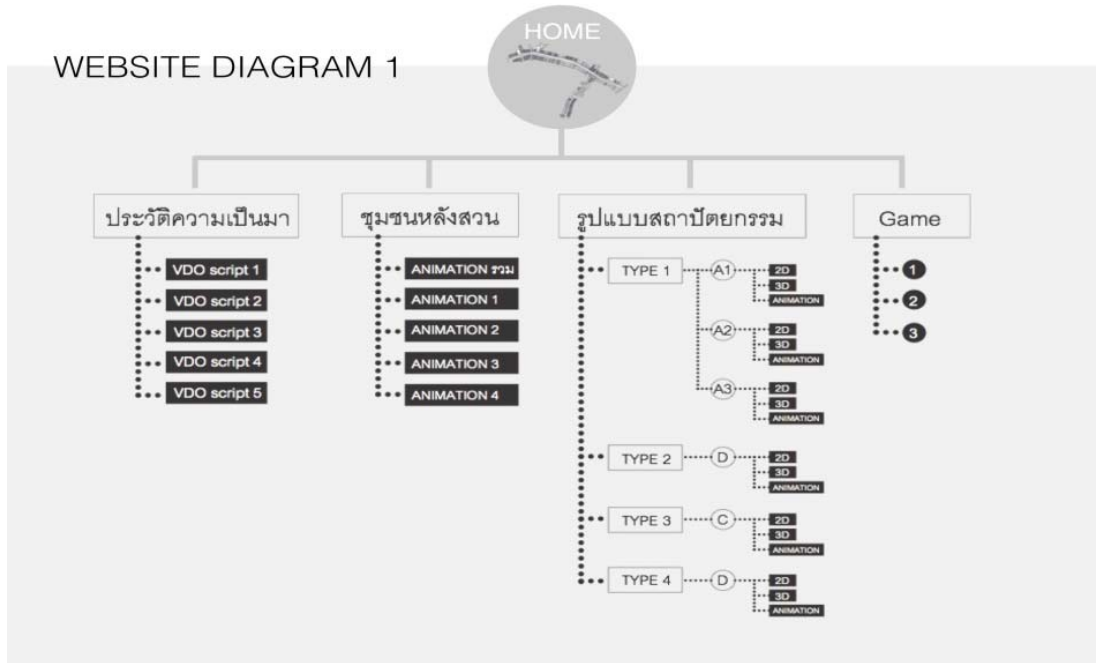 HOME
WEBSITE DIAGRAM 1
ประวัติความเป็นมา
VDO script 1
VDO script 2
VDO script 3
VDO script 4
VDO script 5
ชุมชนหลังสวน
ANIMATION รวม
ANIMATION 1
ANIMATION 2
ANIMATION 3
ANIMATION 4
รูปแบบสถาปัตยกรรม
TYPE 1
A1
2D
3D
ANIMATION
A2
2D
3D
ANIMATION
A3
2D
3D
ANIMATION
TYPE 2
D
2D
3D
ANIMATION
TYPE 3
C
2D
3D
ANIMATION
TYPE 4
D
2D
3D
ANIMATION
Game
1
2
3